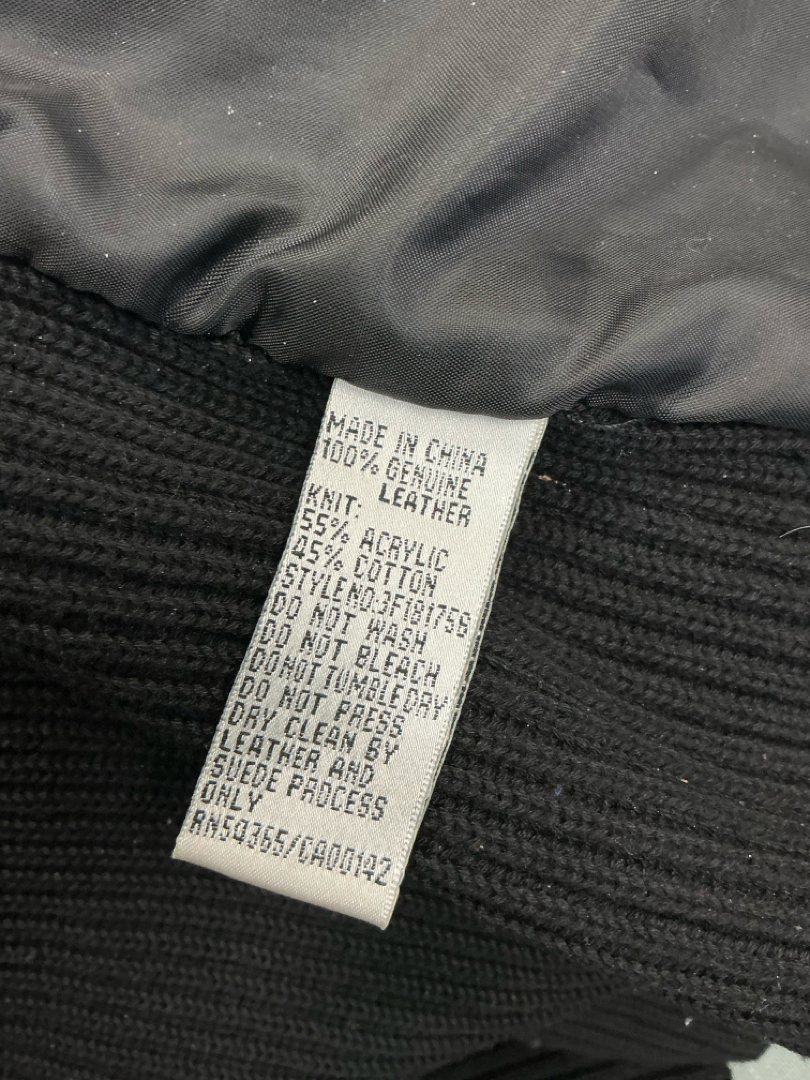 MADE IN CHINA
100% GENUINE
LEATHER
KNIT:
55% ACRYLIC
45% COTTON
STYLENO:JF181756
DO NOT WASH
DO NOT BLEACH
DO NOT TUMBLE DRY
DO NOT PRESS
DRY CLEAN BY
LEATHER AND
SUEDE PROCESS
ONLY
RN54365/CA00142